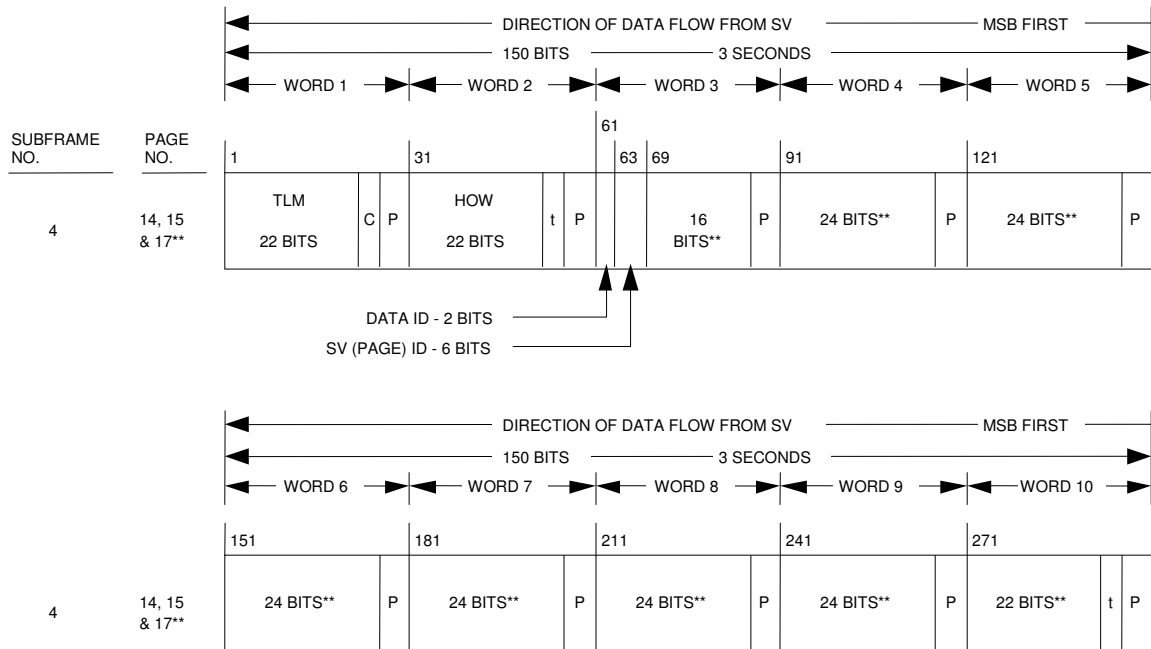 DIRECTION OF DATA FLOW FROM SV MSB FIRST
150 BITS 3 SECONDS
WORD 1 WORD 2 WORD 3 WORD 4 WORD 5
SUBFRAME NO. PAGE NO.
1 31 61 63 69 91 121
4
14, 15 & 17**
TLM 22 BITS
C P
HOW 22 BITS
t P
16 BITS**
P
24 BITS**
P
24 BITS**
P
DATA ID - 2 BITS
SV (PAGE) ID - 6 BITS
DIRECTION OF DATA FLOW FROM SV MSB FIRST
150 BITS 3 SECONDS
WORD 6 WORD 7 WORD 8 WORD 9 WORD 10
151 181 211 241 271
4
14, 15 & 17**
24 BITS** P 24 BITS** P 24 BITS** P 24 BITS** P 22 BITS** t P